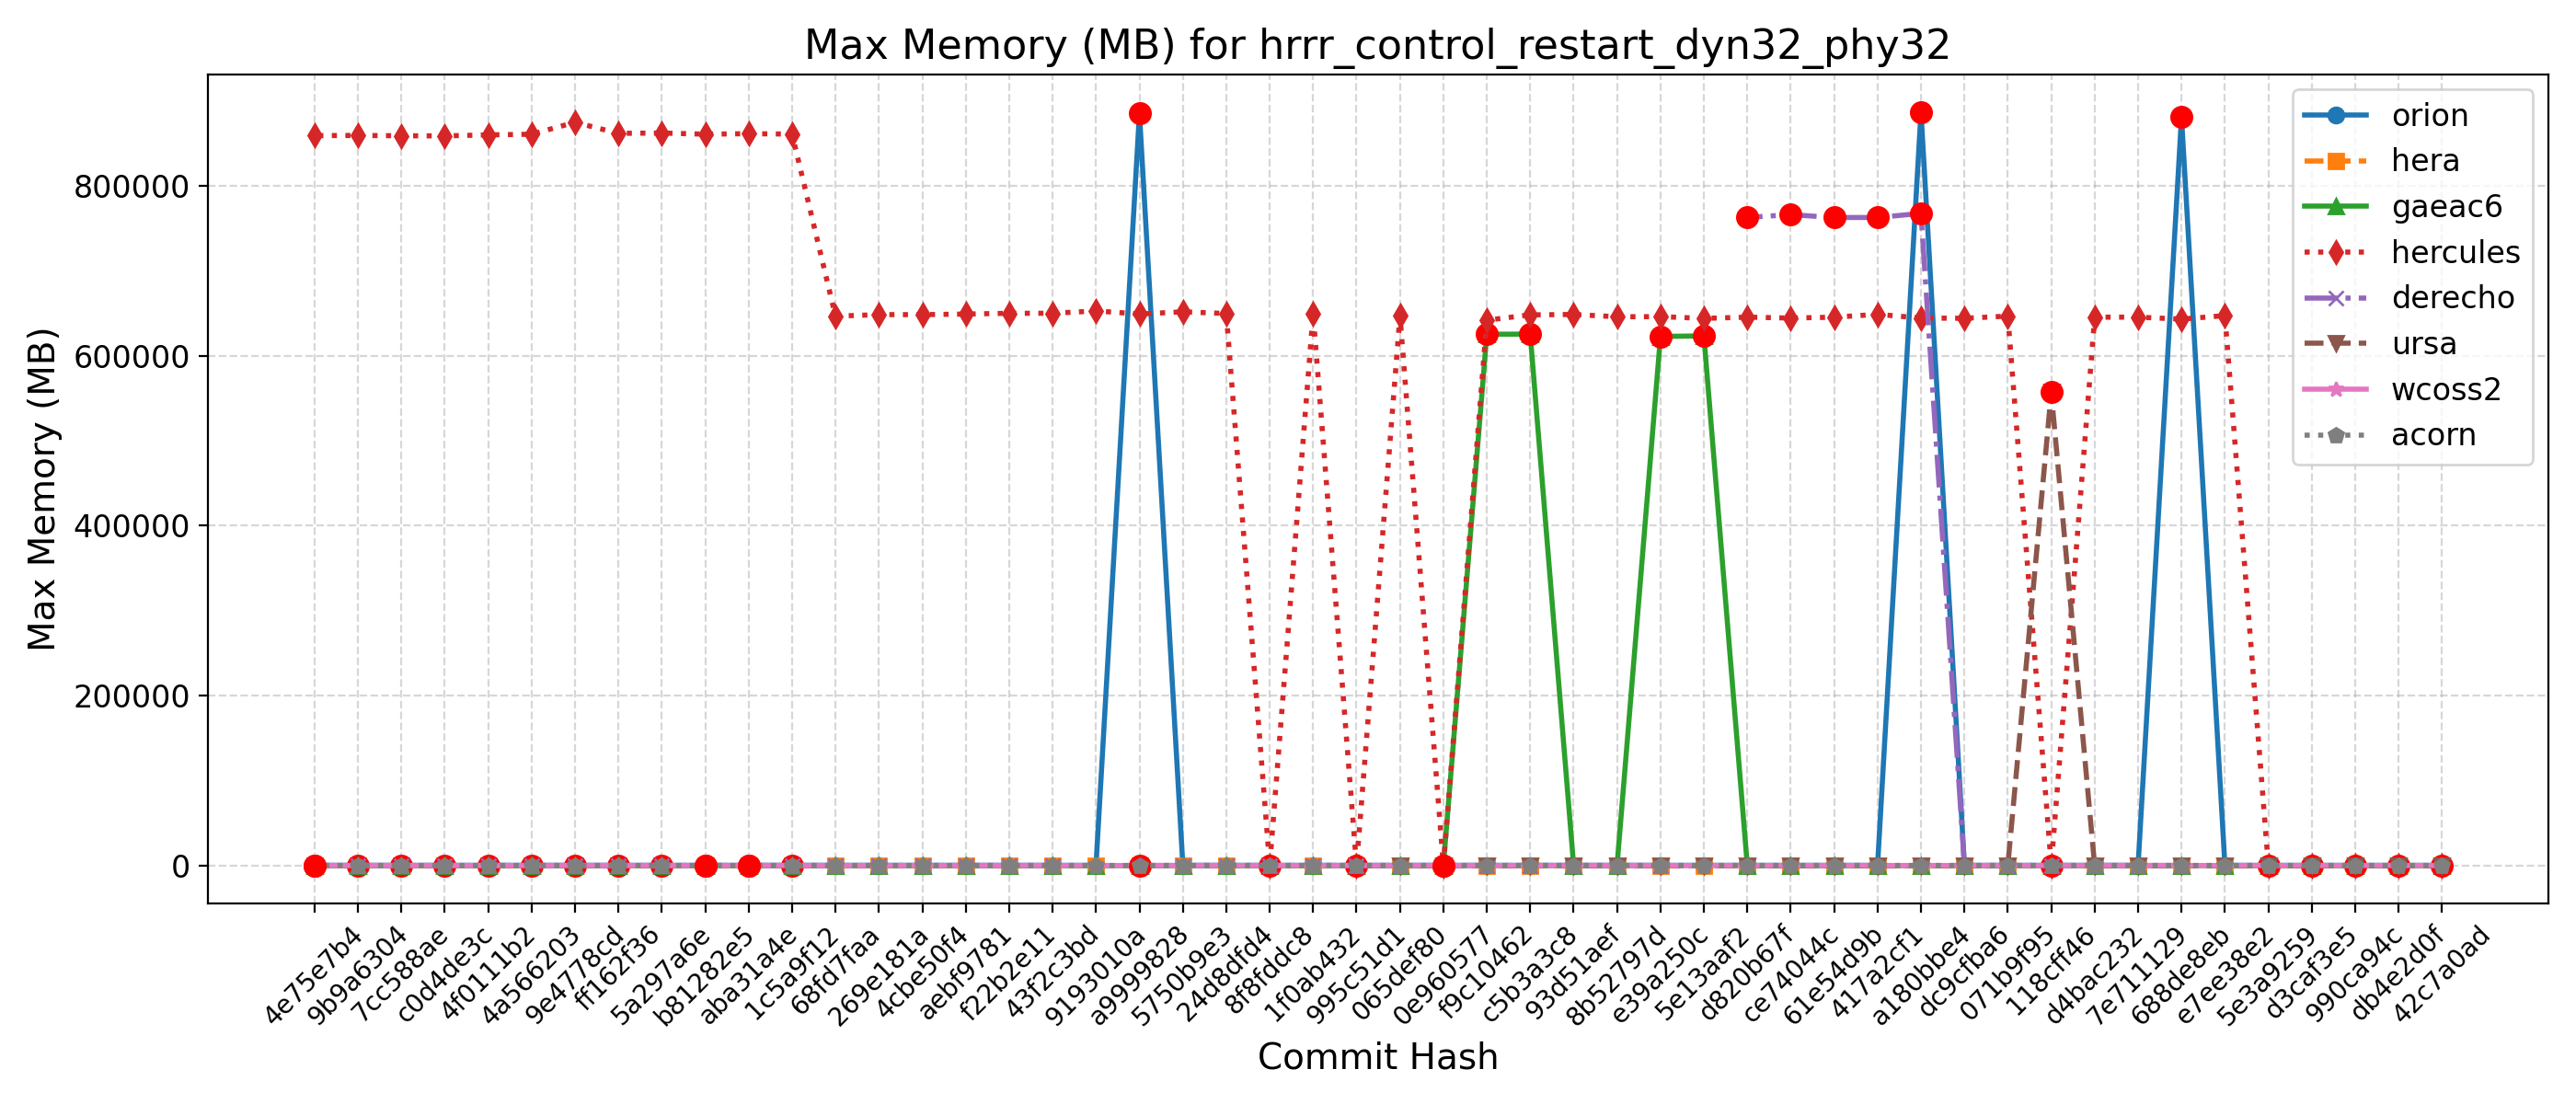 Max Memory (MB) for hrrr_control_restart_dyn32_phy32
Max Memory (MB)
800000
600000
400000
200000
0
orion
hera
gaeac6
hercules
derecho
ursa
wcoss2
acorn
4e75e7b4
9b9a6304
7cc588ae
c0d4de3c
4f0111b2
4a566203
9e4778cd
ff162f36
5a297a6e
b81282e5
aba31a4e
1c5a9f12
68fd7faa
269e181a
4cbe50f4
aebf9781
f22b2e11
43f2c3bd
9193010a
a9999828
5750b9e3
24d8dfd4
8f8fddc8
1f0ab432
995c51d1
065def80
0e960577
f9c10462
c5b3a3c8
93d51aef
8b52797d
e39a250c
5e13aaf2
d820b67f
ce74044c
61e54d9b
417a2cf1
a180bbe4
dc9cfba6
071b9f95
118cff46
d4bac232
7e711129
688de8eb
e7ee38e2
5e3a9259
d3caf3e5
990ca94c
db4e2d0f
42c7a0ad
Commit Hash